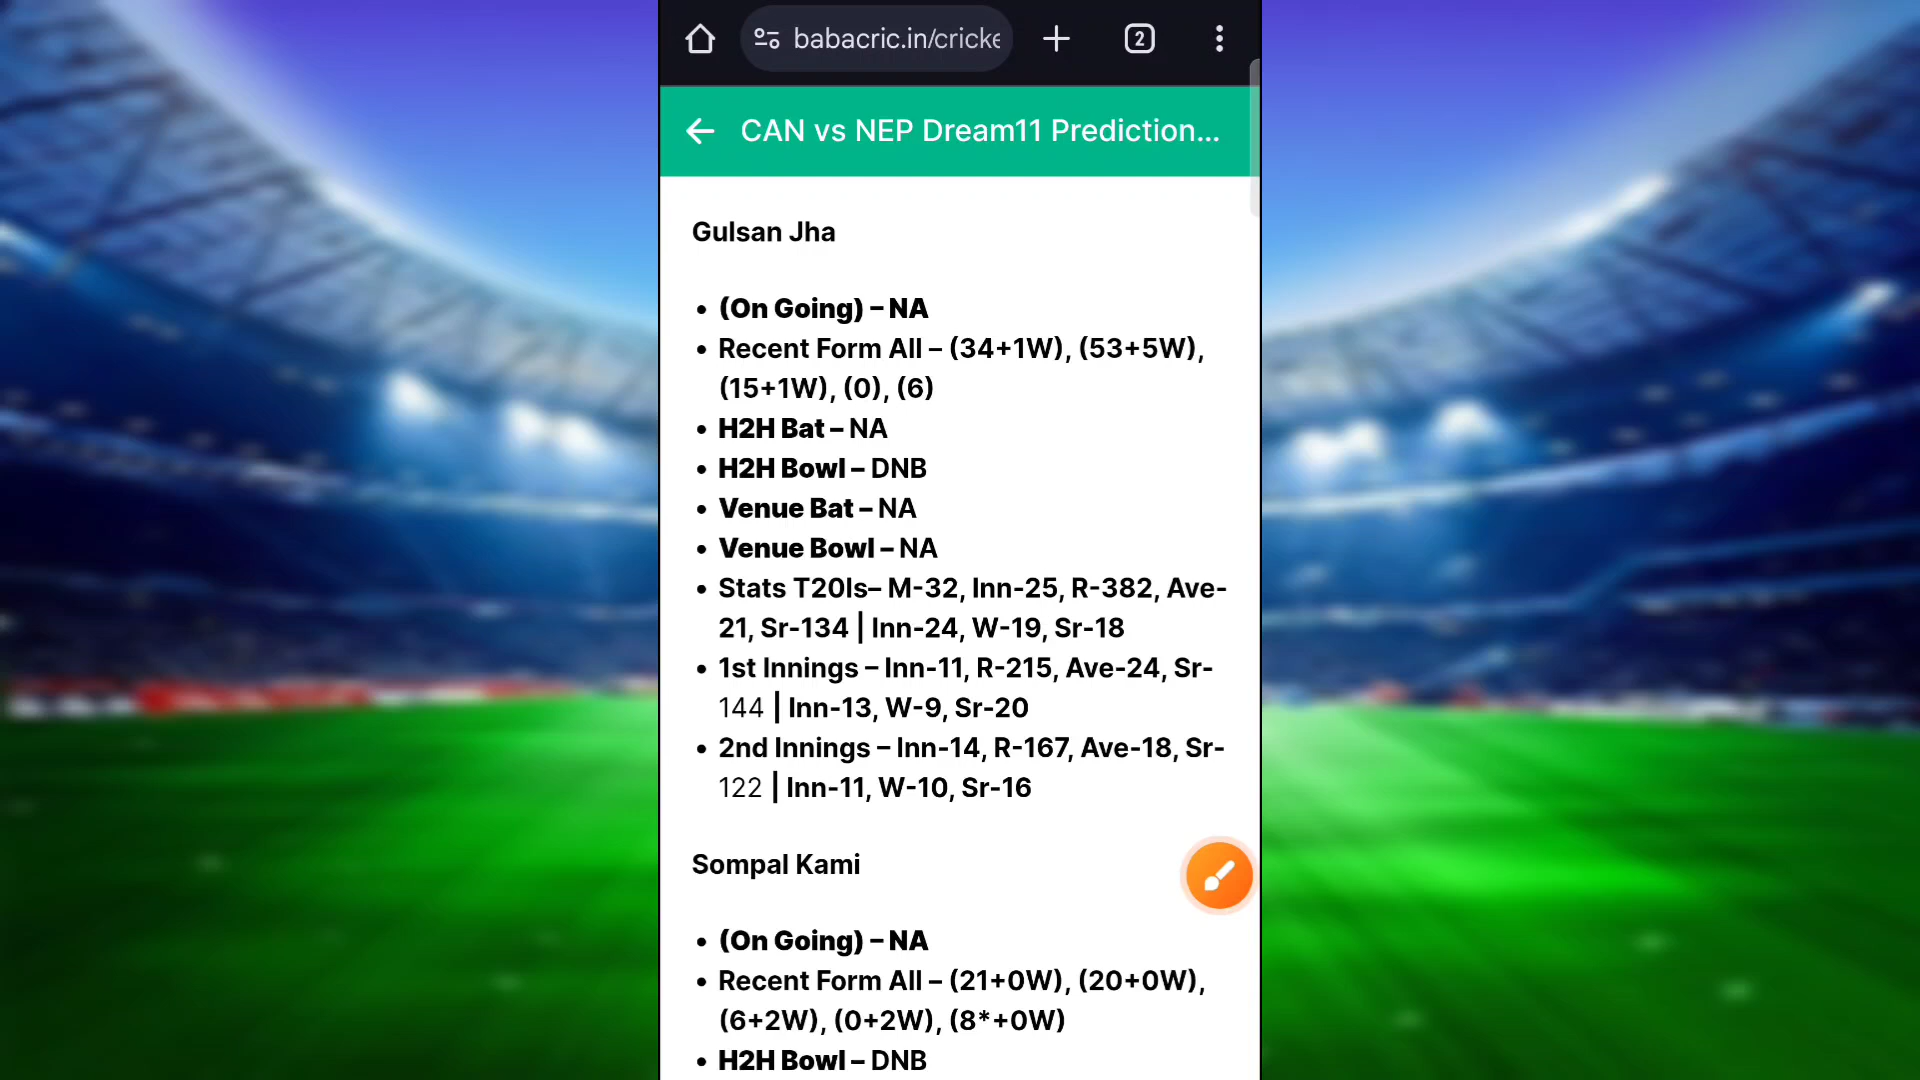 babacric.in/cricke
2
CAN vs NEP Dream11 Prediction...
Gulsan Jha
• (On Going) – NA
• Recent Form All – (34+1W), (53+5W),
(15+1W), (0), (6)
• H2H Bat – NA
• H2H Bowl – DNB
• Venue Bat – NA
• Venue Bowl – NA
• Stats T20Is– M-32, Inn-25, R-382, Ave-
21, Sr-134 | Inn-24, W-19, Sr-18
• 1st Innings – Inn-11, R-215, Ave-24, Sr-
144 | Inn-13, W-9, Sr-20
• 2nd Innings – Inn-14, R-167, Ave-18, Sr-
122 | Inn-11, W-10, Sr-16
Sompal Kami
• (On Going) – NA
• Recent Form All – (21+0W), (20+0W),
(6+2W), (0+2W), (8*+0W)
• H2H Bowl – DNB